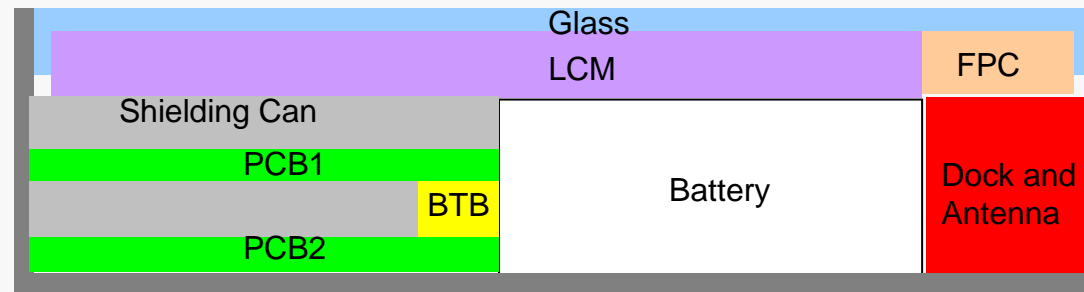 Glass
LCM
FPC
Shielding Can
PCB1
BTB
PCB2
Battery
Dock and
Antenna